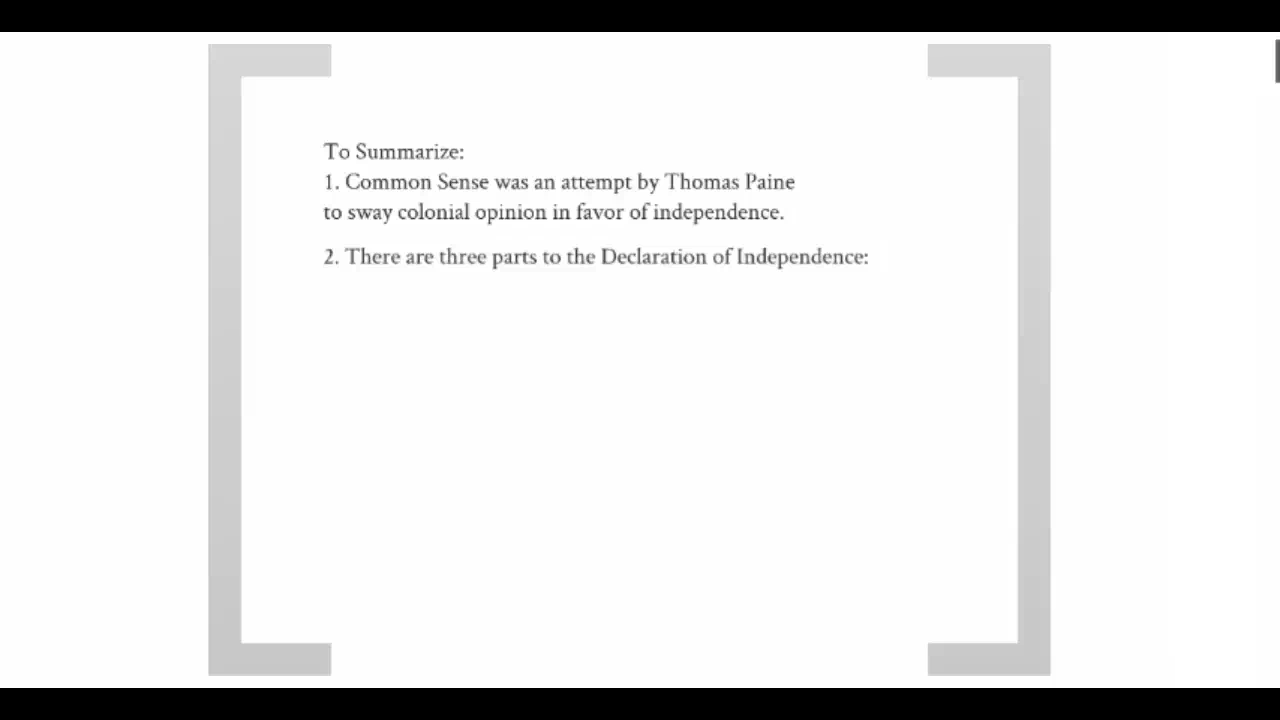 To Summarize:
1. Common Sense was an attempt by Thomas Paine
to sway colonial opinion in favor of independence.
2. There are three parts to the Declaration of Independence: